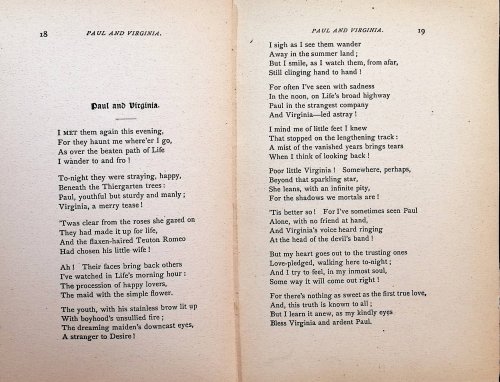 18 PAUL AND VIRGINIA.
Paul and Virginia.
I MET them again this evening,
For they haunt me where'er I go,
As over the beaten path of Life
I wander to and fro !
To-night they were straying, happy,
Beneath the Thiergarten trees :
Paul, youthful but sturdy and manly ;
Virginia, a merry tease !
'Twas clear from the roses she gazed on
They had made it up for life,
And the flaxen-haired Teuton Romeo
Had chosen his little wife !
Ah ! Their faces bring back others
I've watched in Life's morning hour :
The procession of happy lovers,
The maid with the simple flower.
The youth, with his stainless brow lit up
With boyhood's unsullied fire ;
The dreaming maiden's downcast eyes,
A stranger to Desire !
PAUL AND VIRGINIA. 19
I sigh as I see them wander
Away in the summer land ;
But I smile, as I watch them, from afar,
Still clinging hand to hand !
For often I've seen with sadness
In the noon, on Life's broad highway
Paul in the strangest company
And Virginia—led astray !
I mind me of little feet I knew
That stopped on the lengthening track :
A mist of the vanished years brings tears
When I think of looking back !
Poor little Virginia ! Somewhere, perhaps,
Beyond that sparkling star,
She leans, with an infinite pity,
For the shadows we mortals are !
'Tis better so ! For I've sometimes seen Paul
Alone, with no friend at hand,
And Virginia's voice heard ringing
At the head of the devil's band !
But my heart goes out to the trusting ones
Love-pledged, walking here to-night ;
And I try to feel, in my inmost soul,
Some way it will come out right !
For there's nothing as sweet as the first true love,
And, this truth is known to all ;
But I learn it anew, as my kindly eyes
Bless Virginia and ardent Paul.